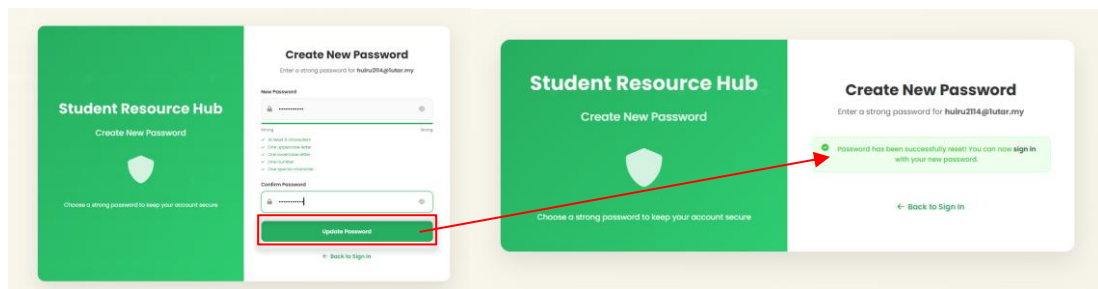 Student Resource Hub
Create New Password
Choose a strong password to keep your account secure
Create New Password
Enter a strong password for huiru2114@1utar.my
New Password
Strong
Strong
At least 8 characters
One uppercase letter
One lowercase letter
One number
One special character
Confirm Password
Update Password
← Back to Sign In
Student Resource Hub
Create New Password
Choose a strong password to keep your account secure
Create New Password
Enter a strong password for huiru2114@1utar.my
Password has been successfully reset! You can now sign in
with your new password.
← Back to Sign In